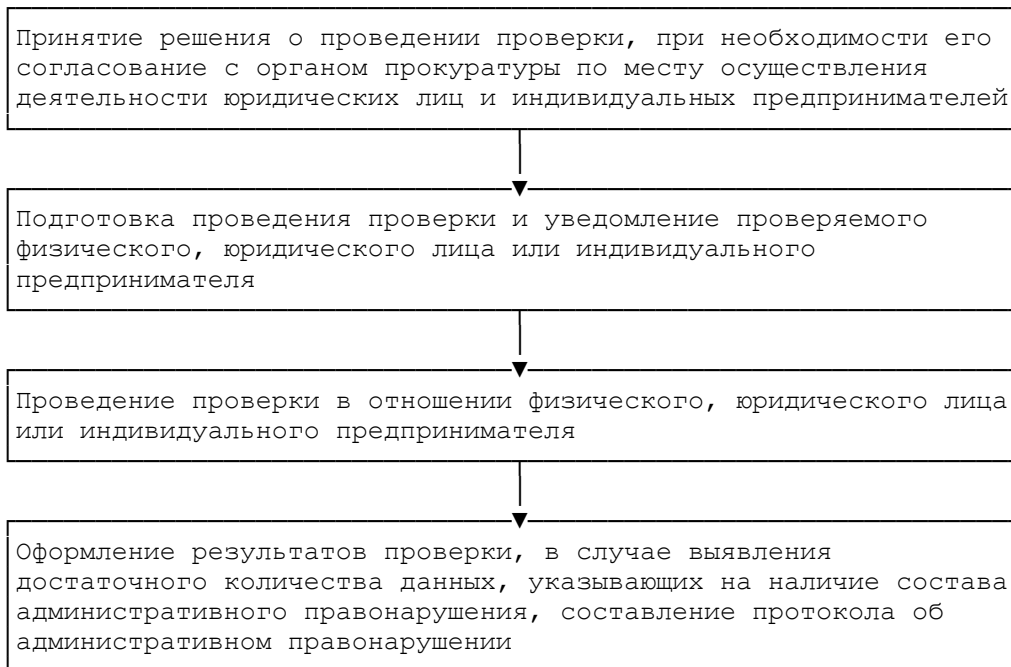 Принятие решения о проведении проверки, при необходимости его
согласование с органом прокуратуры по месту осуществления
деятельности юридических лиц и индивидуальных предпринимателей
Подготовка проведения проверки и уведомление проверяемого
физического, юридического лица или индивидуального
предпринимателя
Проведение проверки в отношении физического, юридического лица
или индивидуального предпринимателя
Оформление результатов проверки, в случае выявления
достаточного количества данных, указывающих на наличие состава
административного правонарушения, составление протокола об
административном правонарушении